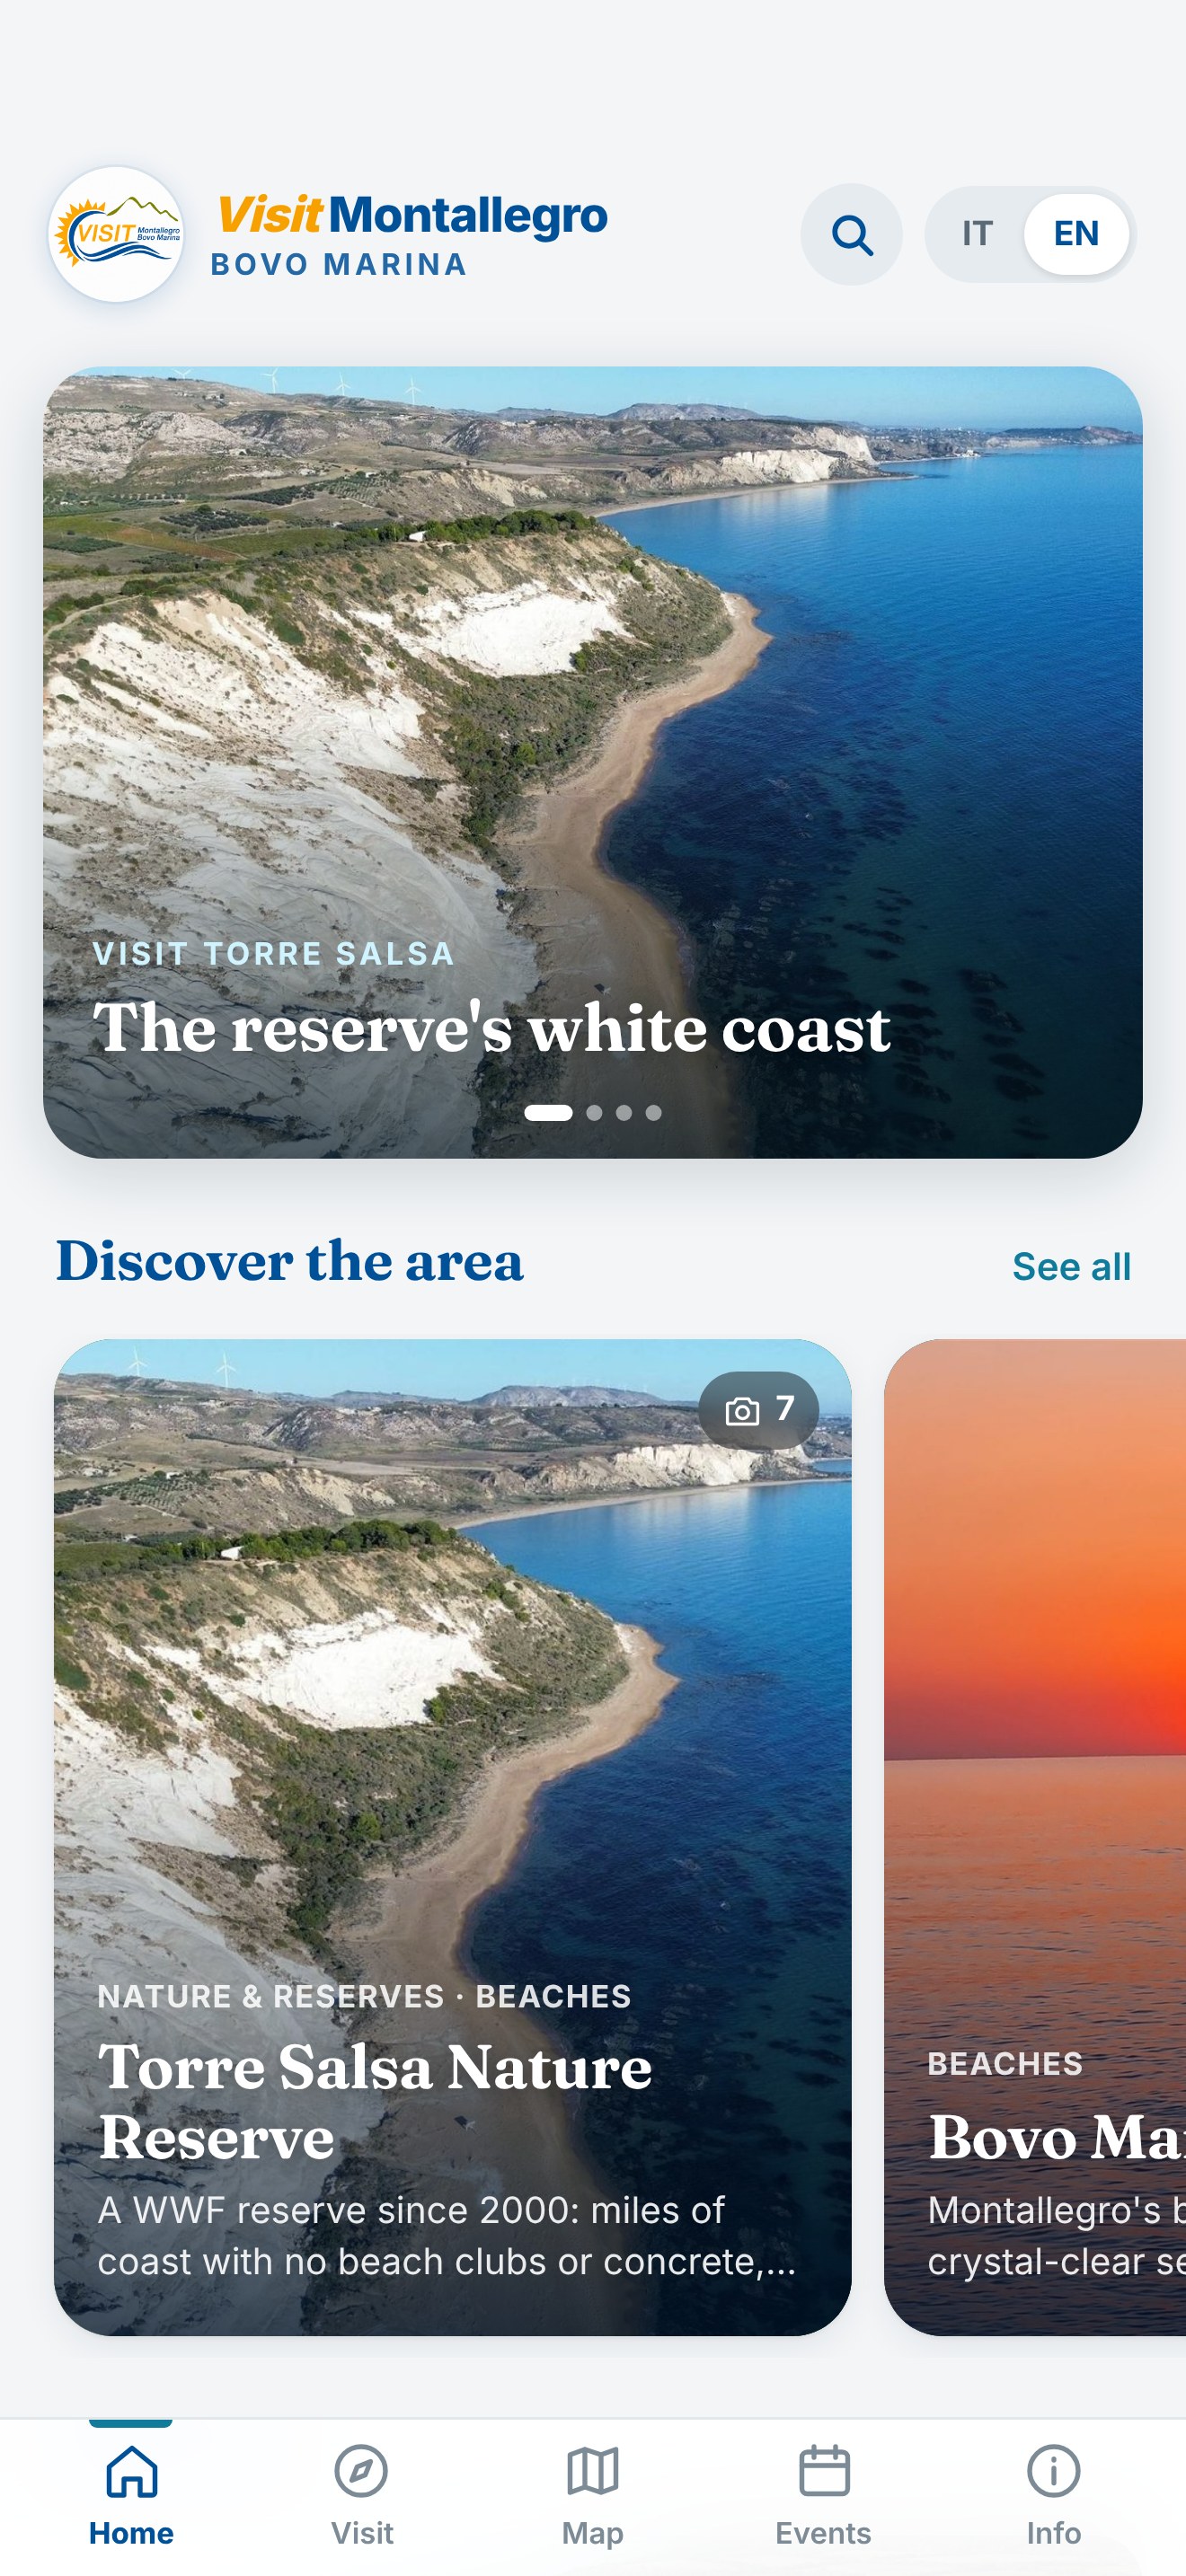 VISIT Montallegro
Bovo Marina
Visit Montallegro
BOVO MARINA
IT EN
VISIT TORRE SALSA
The reserve's white coast
Discover the area
See all
7
NATURE & RESERVES · BEACHES
Torre Salsa Nature
Reserve
A WWF reserve since 2000: miles of
coast with no beach clubs or concrete,...
BEACHES
Bovo Ma
Montallegro's b
crystal-clear se
Home
Visit
Map
Events
Info